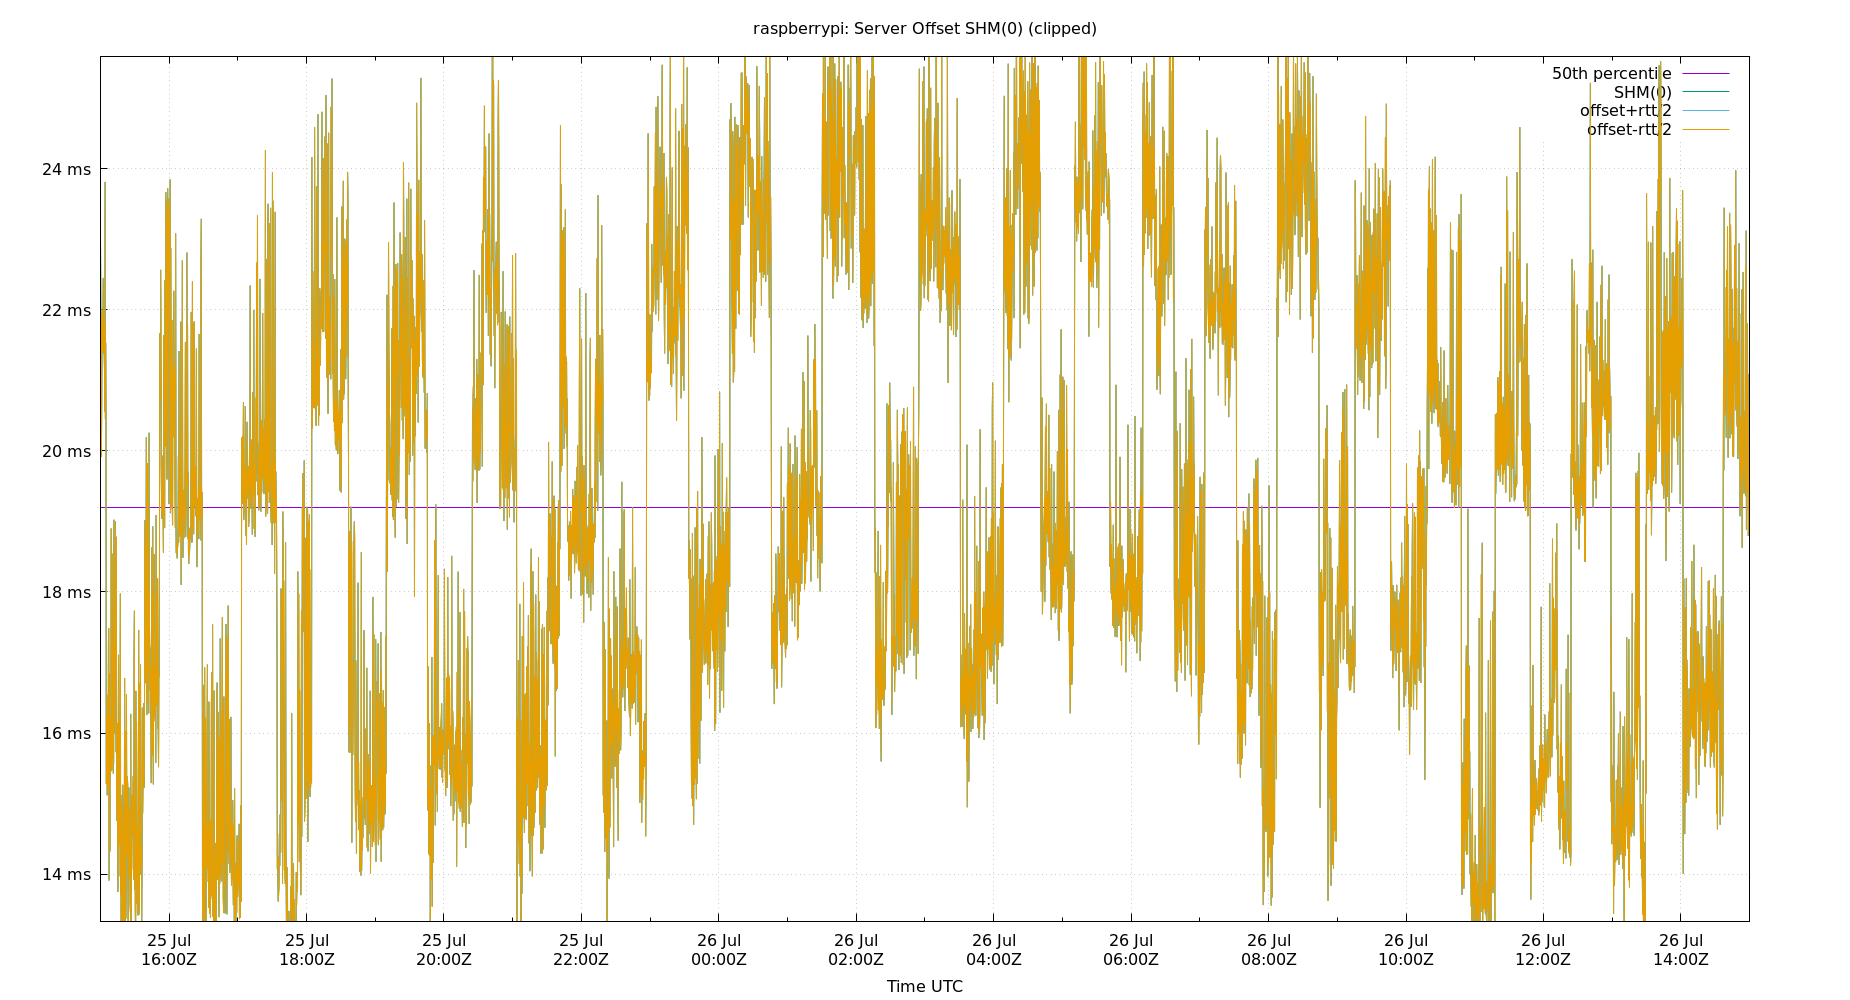 raspberrypi: Server Offset SHM(0) (clipped)
50th percentile
SHM(0)
offset+rtt/2
offset-rtt/2
24 ms
22 ms
20 ms
18 ms
16 ms
14 ms
25 Jul 25 Jul 25 Jul 25 Jul 26 Jul 26 Jul 26 Jul 26 Jul 26 Jul 26 Jul 26 Jul 26 Jul
16:00Z 18:00Z 20:00Z 22:00Z 00:00Z 02:00Z 04:00Z 06:00Z 08:00Z 10:00Z 12:00Z 14:00Z
Time UTC